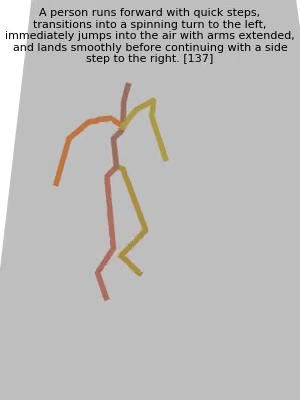 A person runs forward with quick steps,
transitions into a spinning turn to the left,
immediately jumps into the air with arms extended,
and lands smoothly before continuing with a side
step to the right. [137]